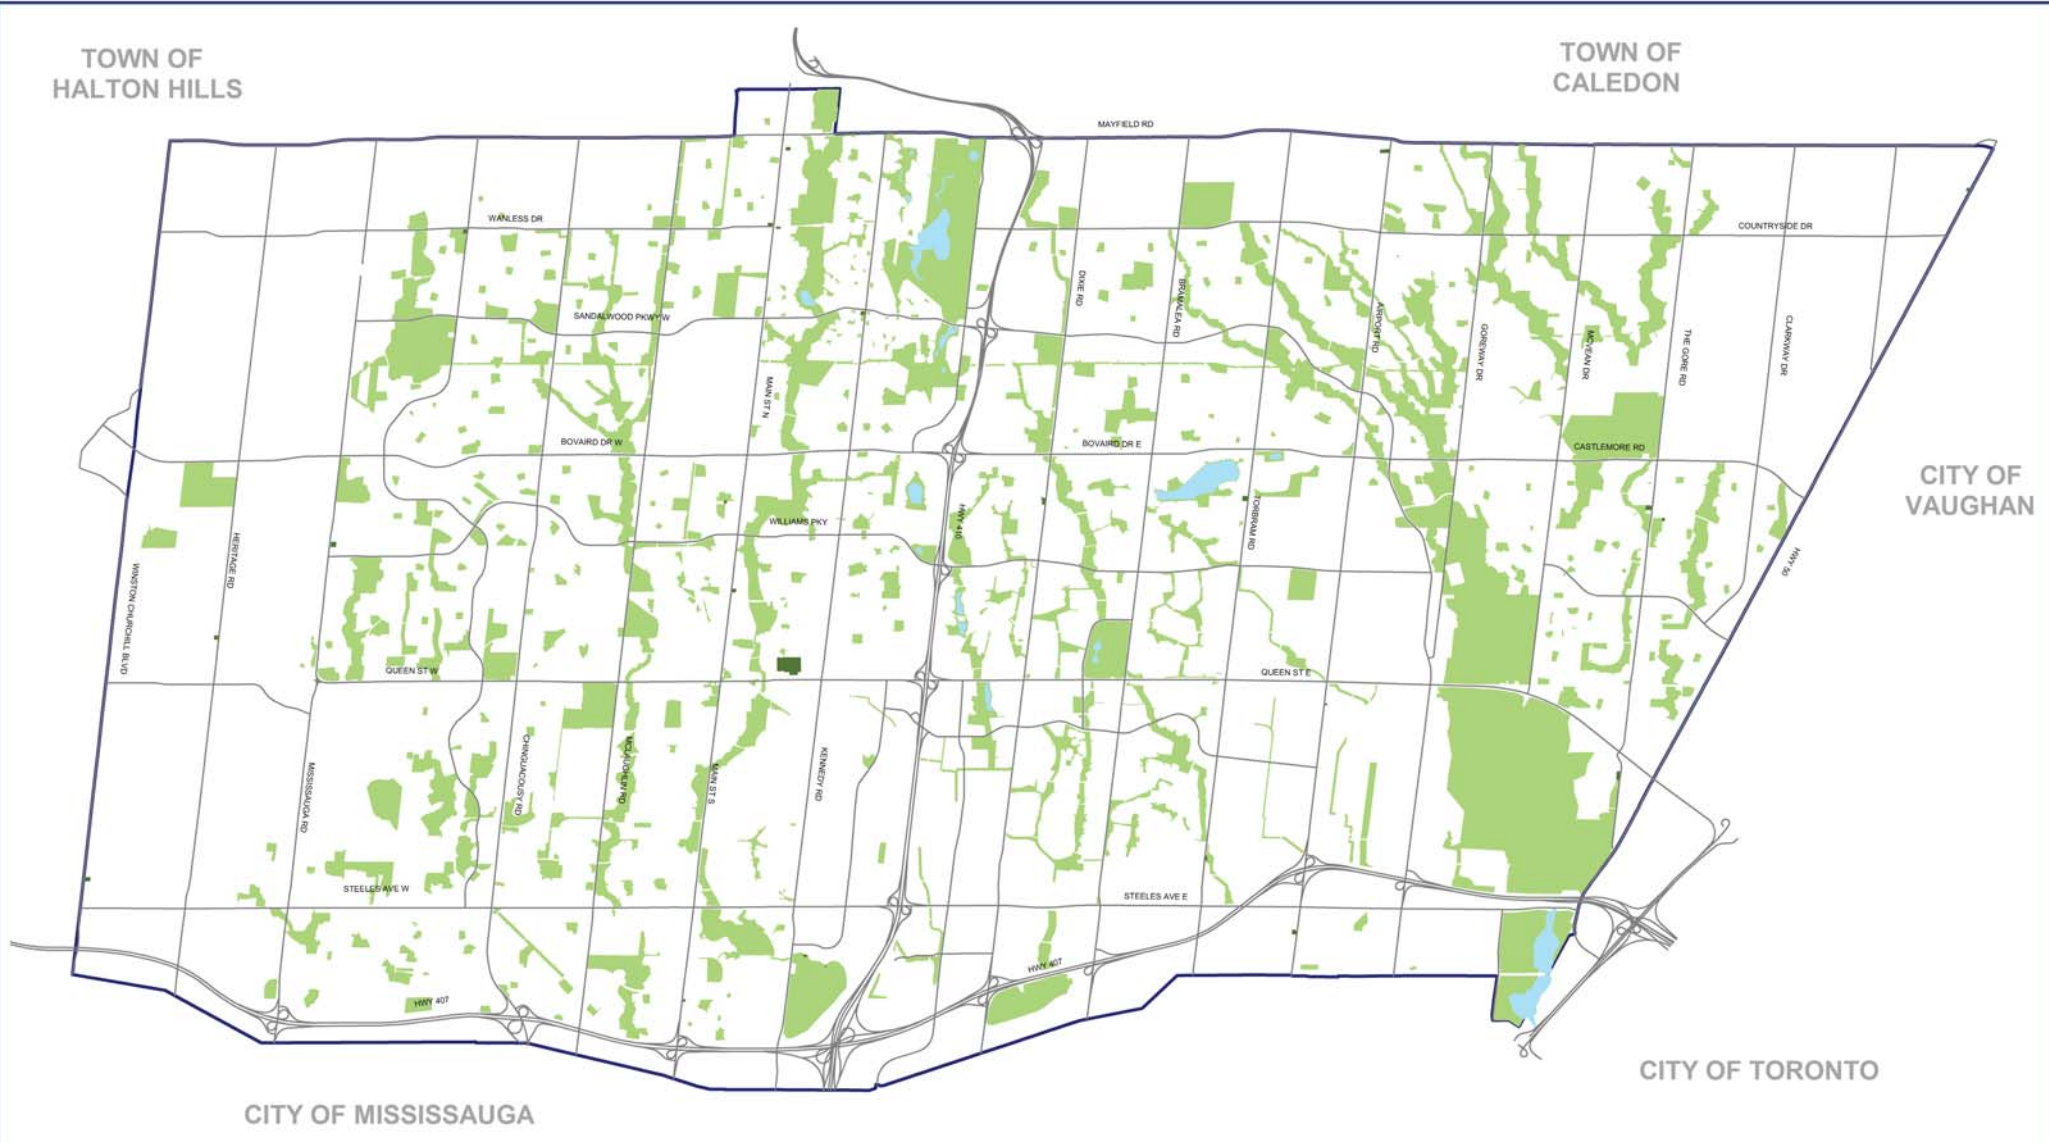 TOWN OF
HALTON HILLS
TOWN OF
CALEDON
MAYFIELD RD
WANLESS DR
COUNTRYSIDE DR
DIXIE RD
BRAMALEA RD
AIRPORT RD
GOREWAY DR
MCVEAN DR
THE GORE RD
CLARKWAY DR
SANDALWOOD PKWY W
MAIN ST N
BOVAIRD DR W
BOVAIRD DR E
CASTLEMORE RD
CITY OF
VAUGHAN
HERITAGE RD
WILLIAMS PKY
HWY 410
TORBRAM RD
HWY 50
WINSTON CHURCHILL BLVD
QUEEN ST W
QUEEN ST E
MISSISSAUGA RD
CHINGUACOUSY RD
MCLAUGHLIN RD
MAIN ST S
KENNEDY RD
STEELES AVE W
STEELES AVE E
HWY 407
HWY 407
CITY OF TORONTO
CITY OF MISSISSAUGA